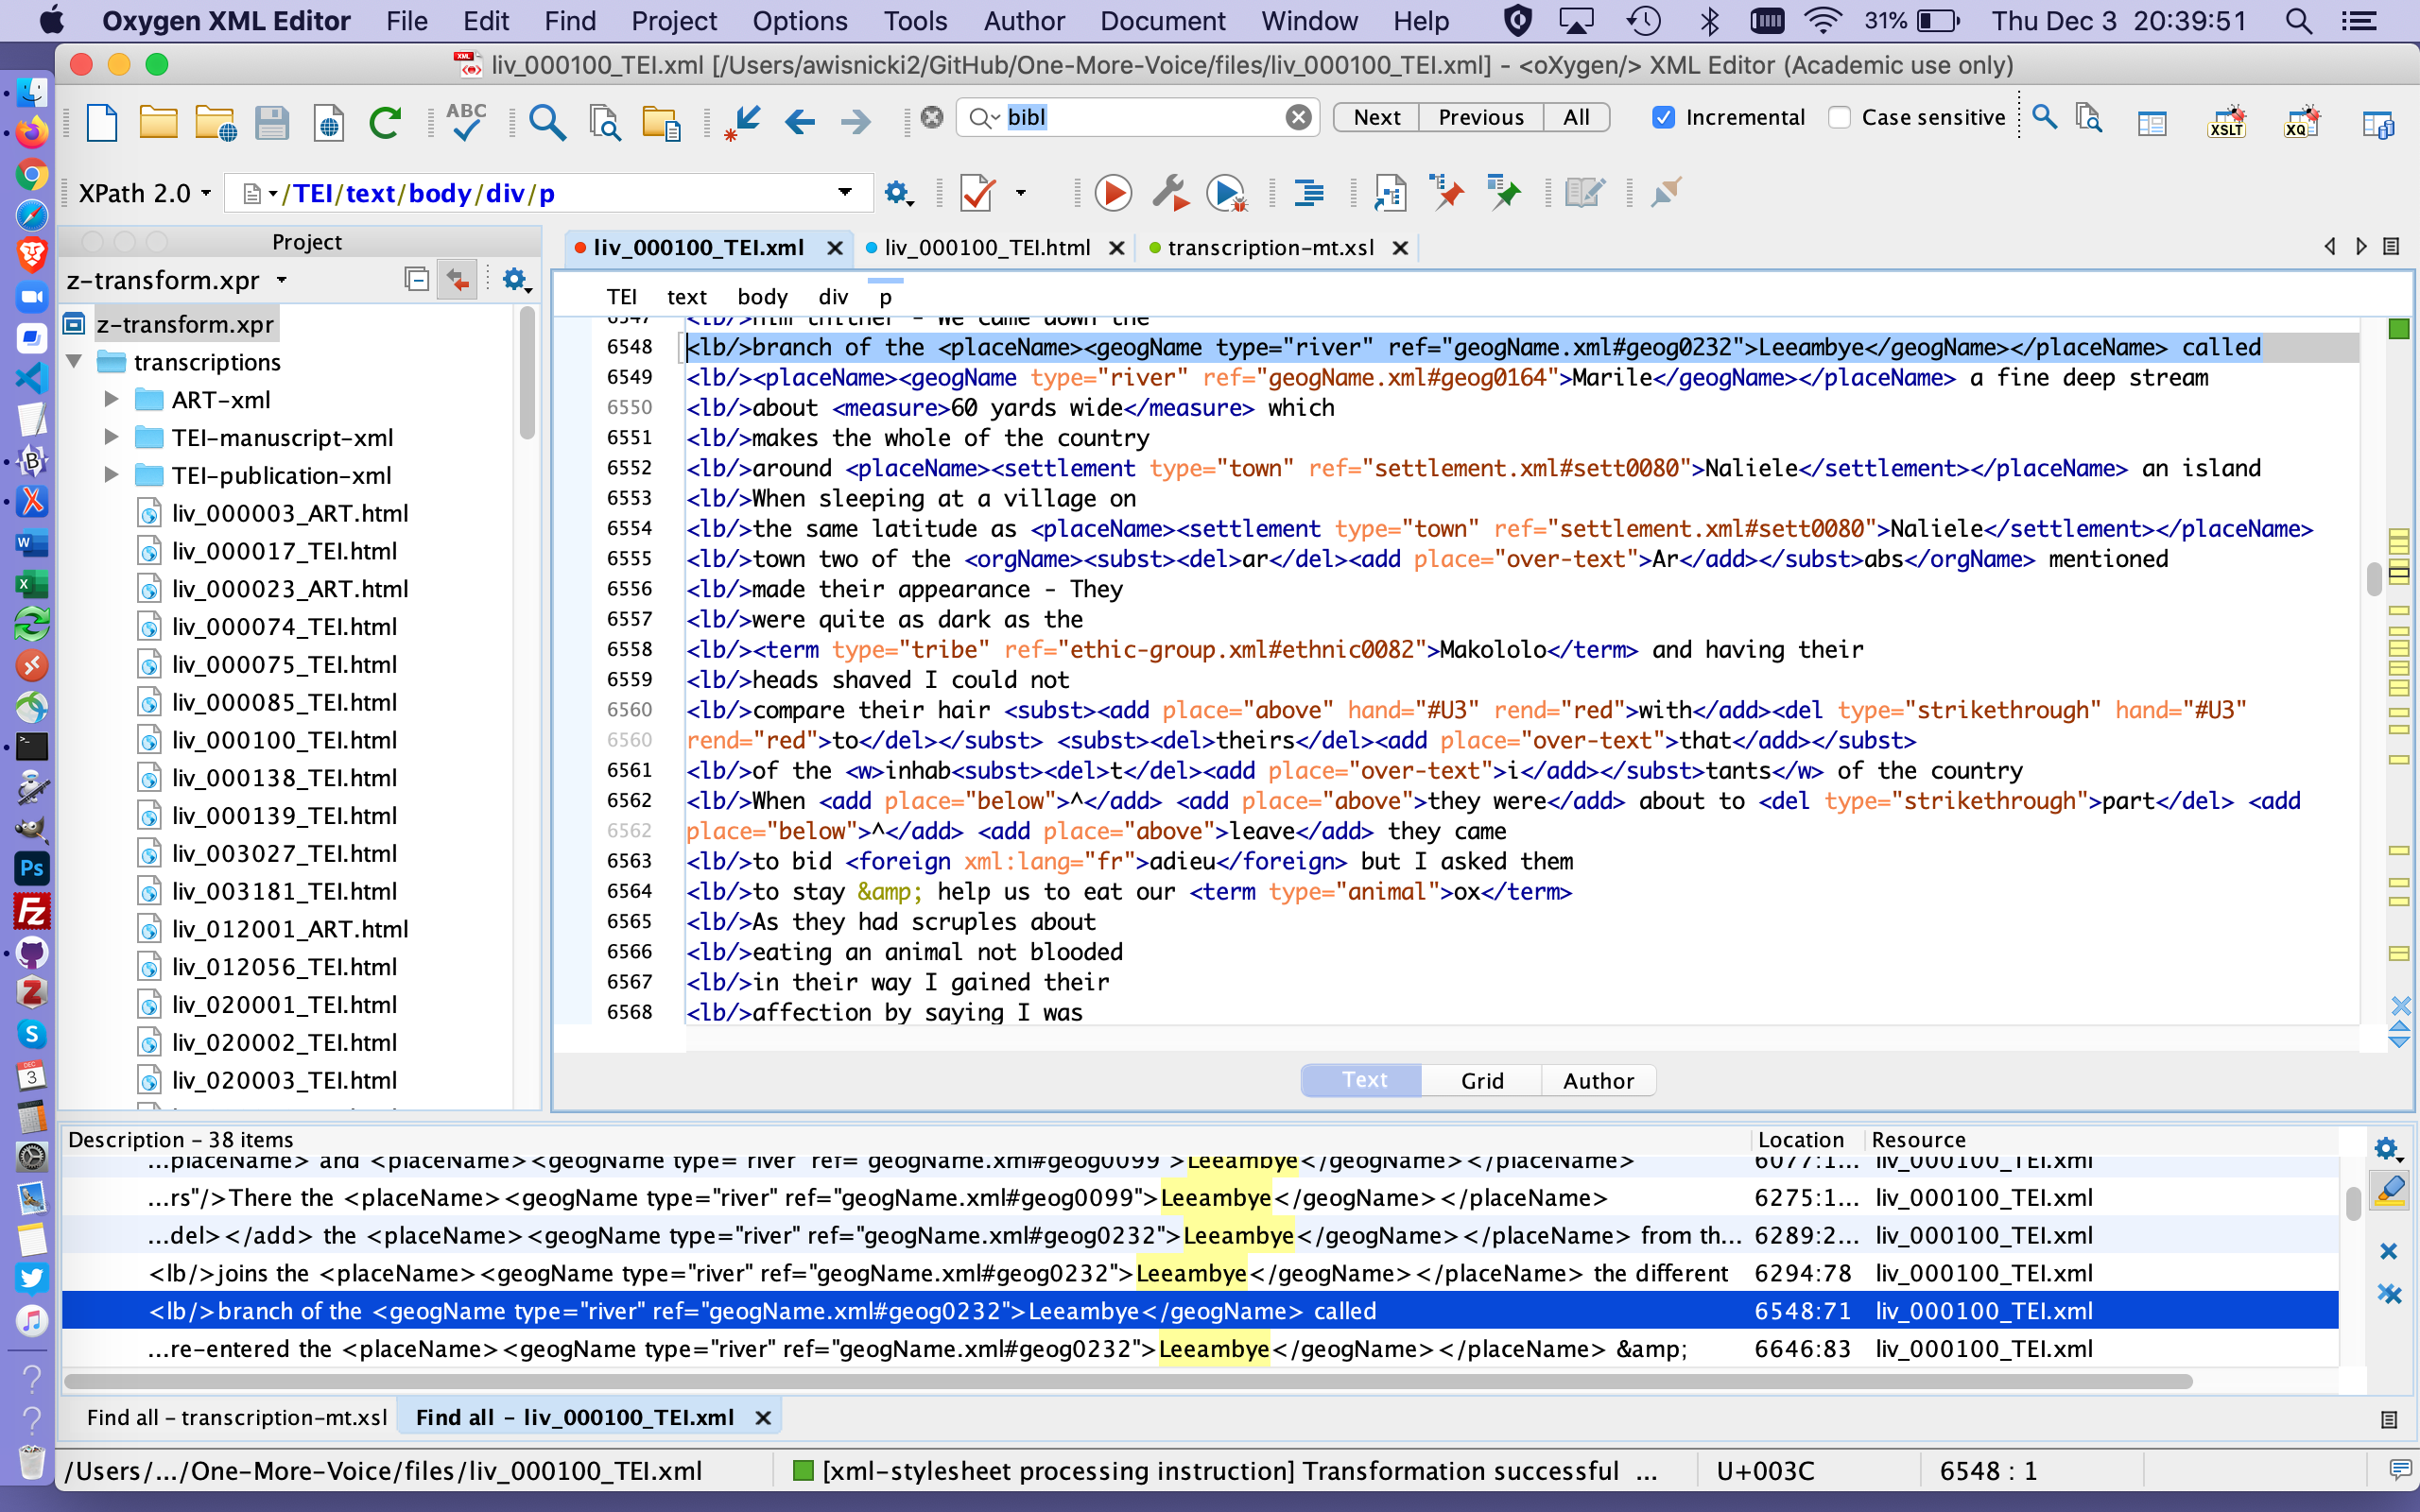 Oxygen XML Editor File Edit Find Project Options Tools Author Document Window Help 31% Thu Dec 3 20:39:51
liv_000100_TEI.xml [/Users/awisnicki2/GitHub/One-More-Voice/files/liv_000100_TEI.xml] - <oXygen/> XML Editor (Academic use only)
ABC bibl Next Previous All Incremental Case sensitive XSLT XQ
XPath 2.0 /TEI/text/body/div/p
Project
liv_000100_TEI.xml liv_000100_TEI.html transcription-mt.xsl
z-transform.xpr
TEI text body div p
z-transform.xpr
transcriptions
ART-xml
TEI-manuscript-xml
TEI-publication-xml
liv_000003_ART.html
liv_000017_TEI.html
liv_000023_ART.html
liv_000074_TEI.html
liv_000075_TEI.html
liv_000085_TEI.html
liv_000100_TEI.html
liv_000138_TEI.html
liv_000139_TEI.html
liv_003027_TEI.html
liv_003181_TEI.html
liv_012001_ART.html
liv_012056_TEI.html
liv_020001_TEI.html
liv_020002_TEI.html
liv_020003_TEI.html
6547 <lb/>him thither - We came down the
6548 <lb/>branch of the <placeName><geogName type="river" ref="geogName.xml#geog0232">Leeambye</geogName></placeName> called
6549 <lb/><placeName><geogName type="river" ref="geogName.xml#geog0164">Marile</geogName></placeName> a fine deep stream
6550 <lb/>about <measure>60 yards wide</measure> which
6551 <lb/>makes the whole of the country
6552 <lb/>around <placeName><settlement type="town" ref="settlement.xml#sett0080">Naliele</settlement></placeName> an island
6553 <lb/>When sleeping at a village on
6554 <lb/>the same latitude as <placeName><settlement type="town" ref="settlement.xml#sett0080">Naliele</settlement></placeName>
6555 <lb/>town two of the <orgName><subst><del>ar</del><add place="over-text">Ar</add></subst>abs</orgName> mentioned
6556 <lb/>made their appearance - They
6557 <lb/>were quite as dark as the
6558 <lb/><term type="tribe" ref="ethic-group.xml#ethnic0082">Makololo</term> and having their
6559 <lb/>heads shaved I could not
6560 <lb/>compare their hair <subst><add place="above" hand="#U3" rend="red">with</add><del type="strikethrough" hand="#U3"
6560 rend="red">to</del></subst> <subst><del>theirs</del><add place="over-text">that</add></subst>
6561 <lb/>of the <w>inhab<subst><del>t</del><add place="over-text">i</add></subst>tants</w> of the country
6562 <lb/>When <add place="below">^</add> <add place="above">they were</add> about to <del type="strikethrough">part</del> <add
6562 place="below">^</add> <add place="above">leave</add> they came
6563 <lb/>to bid <foreign xml:lang="fr">adieu</foreign> but I asked them
6564 <lb/>to stay &amp; help us to eat our <term type="animal">ox</term>
6565 <lb/>As they had scruples about
6566 <lb/>eating an animal not blooded
6567 <lb/>in their way I gained their
6568 <lb/>affection by saying I was
Text Grid Author
Description - 38 items Location Resource
...placeName> and <placeName><geogName type="river" ref="geogName.xml#geog0099">Leeambye</geogName></placeName> 6077:1... liv_000100_TEI.xml
...rs"/>There the <placeName><geogName type="river" ref="geogName.xml#geog0099">Leeambye</geogName></placeName> 6275:1... liv_000100_TEI.xml
...del></add> the <placeName><geogName type="river" ref="geogName.xml#geog0232">Leeambye</geogName></placeName> from th... 6289:2... liv_000100_TEI.xml
<lb/>joins the <placeName><geogName type="river" ref="geogName.xml#geog0232">Leeambye</geogName></placeName> the different 6294:78 liv_000100_TEI.xml
<lb/>branch of the <geogName type="river" ref="geogName.xml#geog0232">Leeambye</geogName> called 6548:71 liv_000100_TEI.xml
...re-entered the <placeName><geogName type="river" ref="geogName.xml#geog0232">Leeambye</geogName></placeName> &amp; 6646:83 liv_000100_TEI.xml
Find all - transcription-mt.xsl Find all - liv_000100_TEI.xml
/Users/.../One-More-Voice/files/liv_000100_TEI.xml [xml-stylesheet processing instruction] Transformation successful ... U+003C 6548 : 1